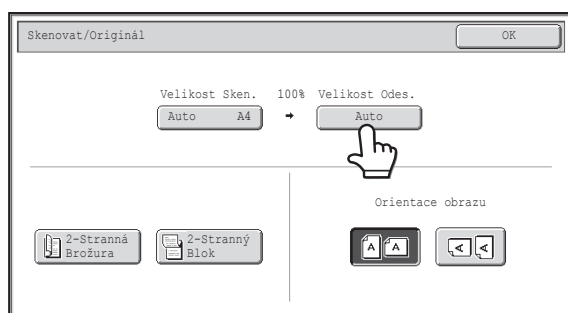 Skenovat/Originál
OK
Velikost Sken. 100% Velikost Odes.
Auto A4 → Auto
Orientace obrazu
2-Stranná
Brožura
2-Stranný
Blok
A A A A